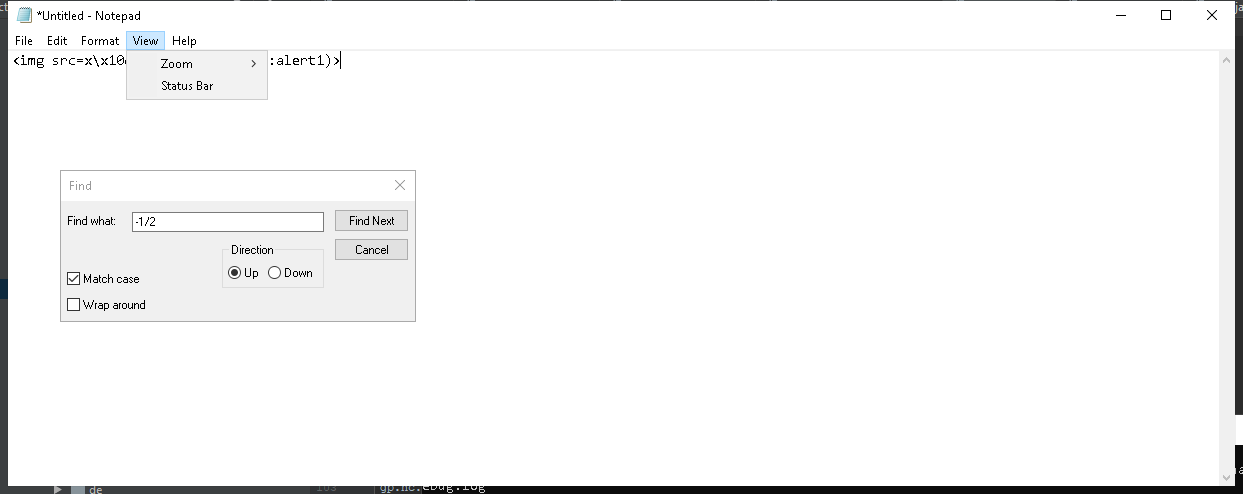 *Untitled - Notepad
File Edit Format View Help
<img src=x\x10 :alert1)>
Zoom
Status Bar
Find
Find what: -1/2 Find Next
Direction Cancel
Up Down
Match case
Wrap around
de